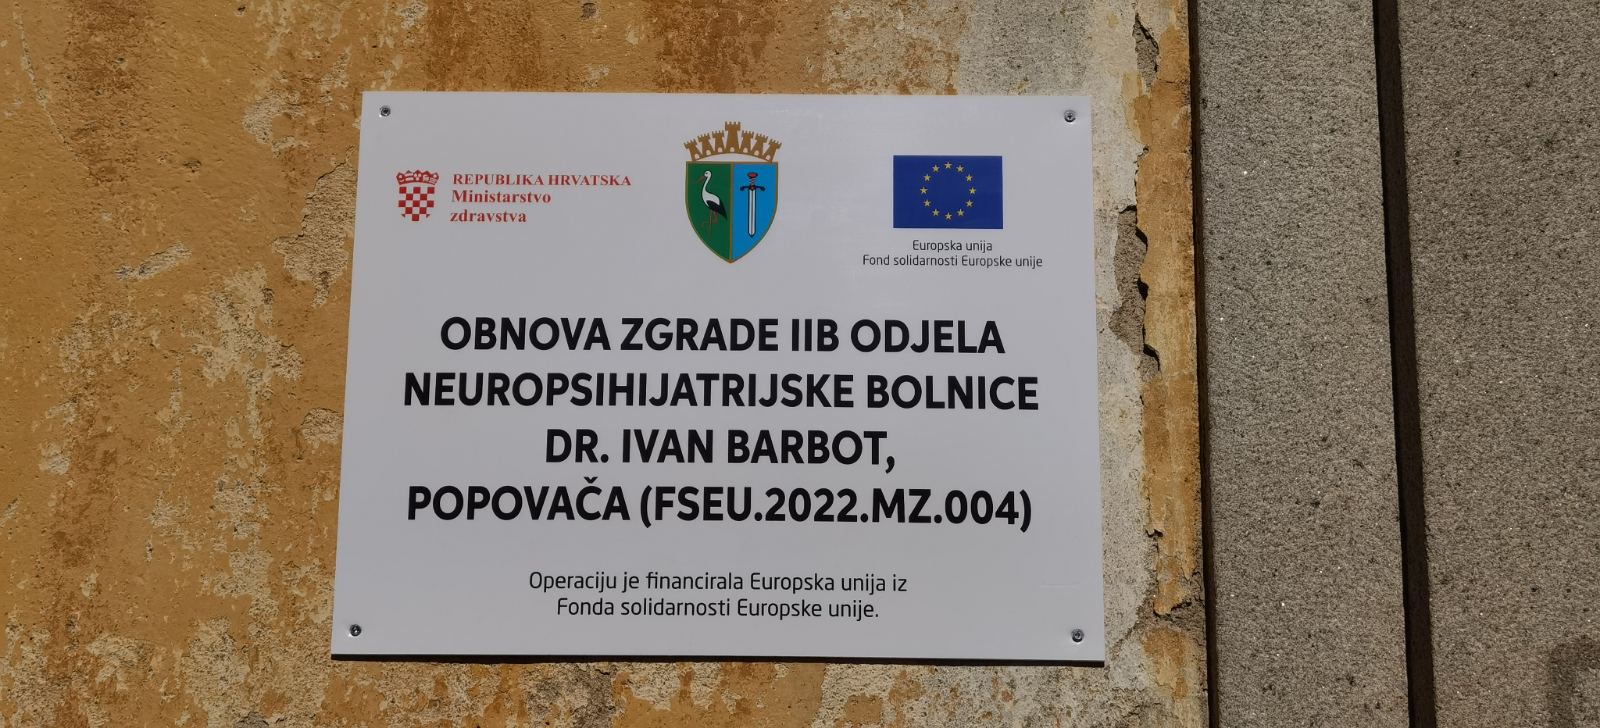 REPUBLIKA HRVATSKA
Ministarstvo
zdravstva
Europska unija
Fond solidarnosti Europske unije
OBNOVA ZGRADE IIB ODJELA
NEUROPSIHIJATRIJSKE BOLNICE
DR. IVAN BARBOT,
POPOVAČA (FSEU.2022.MZ.004)
Operaciju je financirala Europska unija iz
Fonda solidarnosti Europske unije.